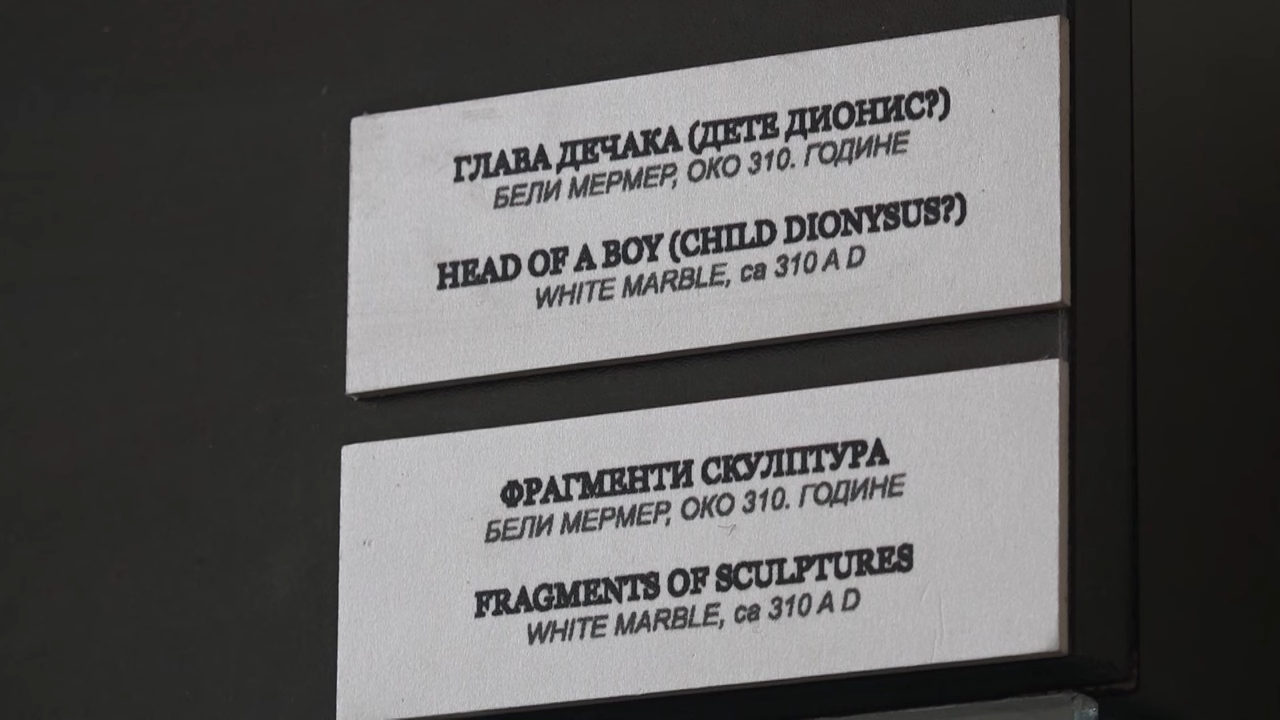 ГЛАВА ДЕЧАКА (ДЕТЕ ДИОНИС?)
БЕЛИ МЕРМЕР, ОКО 310. ГОДИНЕ
HEAD OF A BOY (CHILD DIONYSUS?)
WHITE MARBLE, ca 310 A D
ФРАГМЕНТИ СКУЛПТУРА
БЕЛИ МЕРМЕР, ОКО 310. ГОДИНЕ
FRAGMENTS OF SCULPTURES
WHITE MARBLE, ca 310 A D